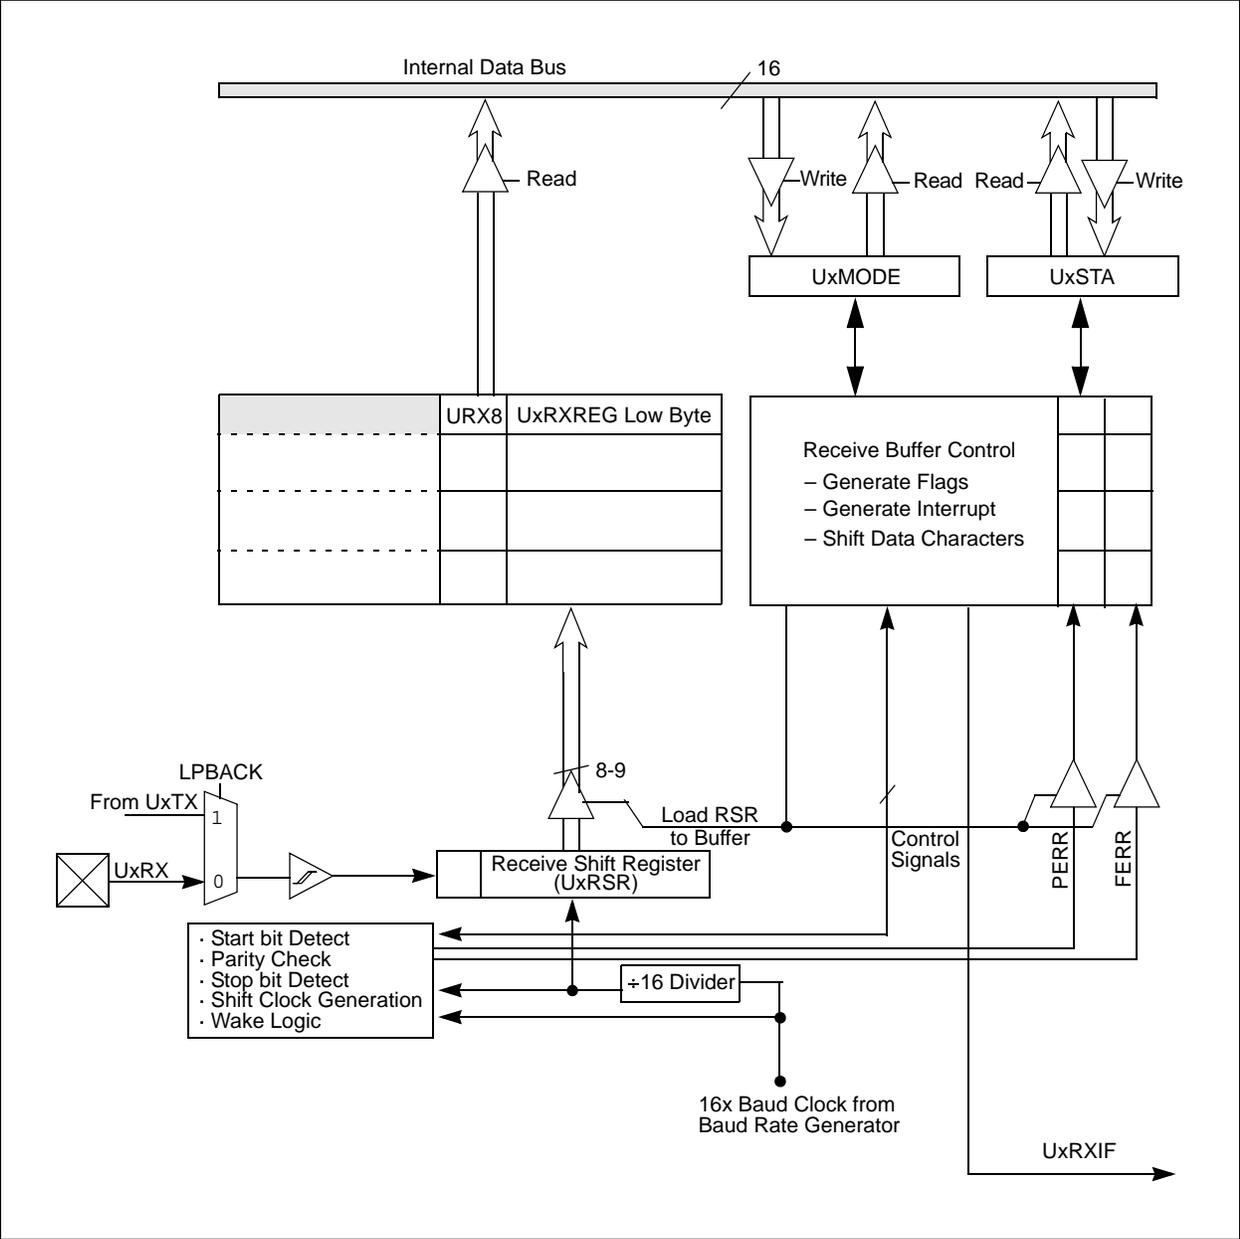 Internal Data Bus
16
Read
Write
Read
Read
Write
UxMODE
UxSTA
URX8
UxRXREG Low Byte
Receive Buffer Control
– Generate Flags
– Generate Interrupt
– Shift Data Characters
LPBACK
8-9
From UxTX
1
Load RSR
to Buffer
Control
Signals
PERR
FERR
UxRX
0
Receive Shift Register
(UxRSR)
· Start bit Detect
· Parity Check
· Stop bit Detect
· Shift Clock Generation
· Wake Logic
÷16 Divider
16x Baud Clock from
Baud Rate Generator
UxRXIF